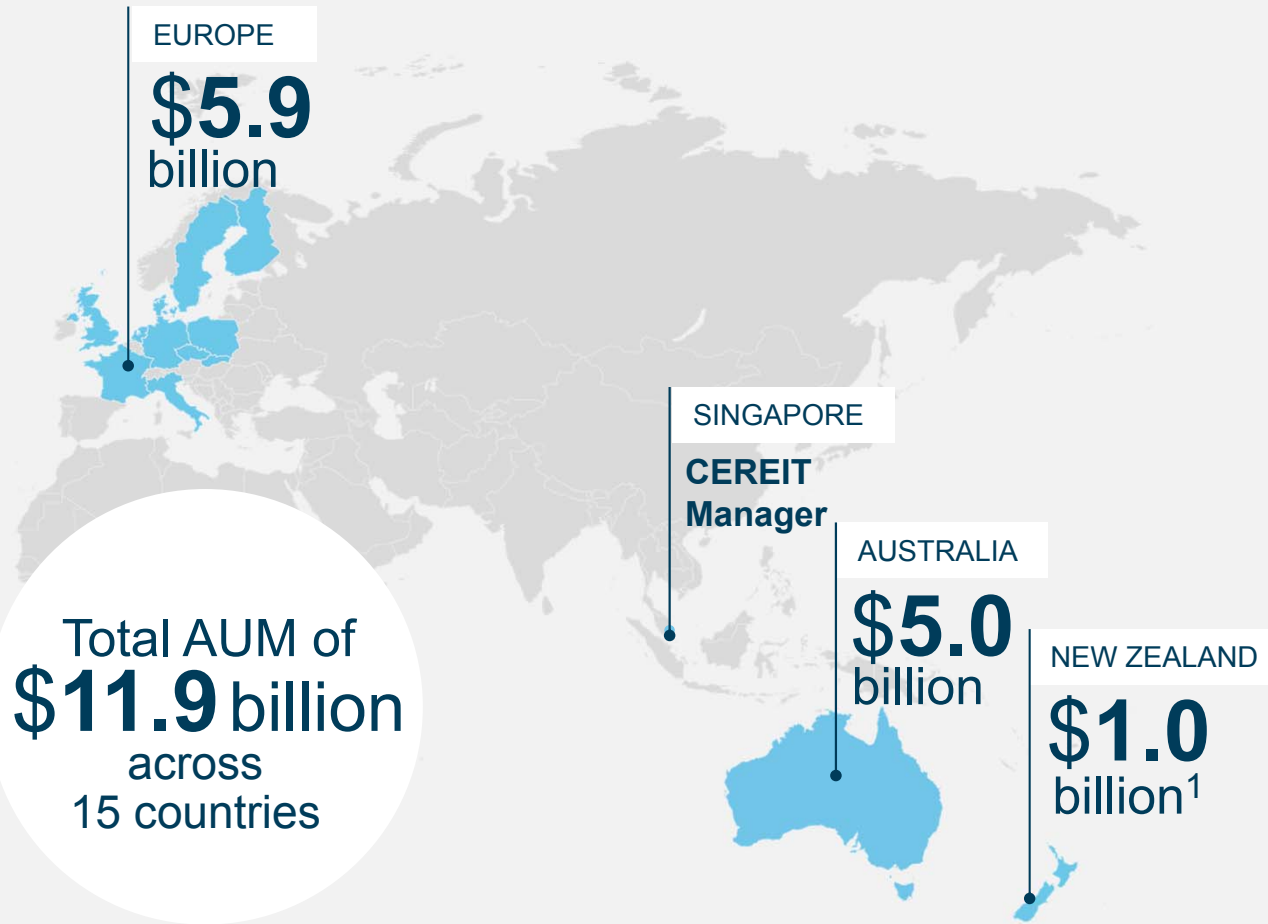 EUROPE
$5.9
billion
SINGAPORE
CEREIT
Manager
AUSTRALIA
$5.0
billion
NEW ZEALAND
$1.0
billion¹
Total AUM of
$11.9 billion
across
15 countries